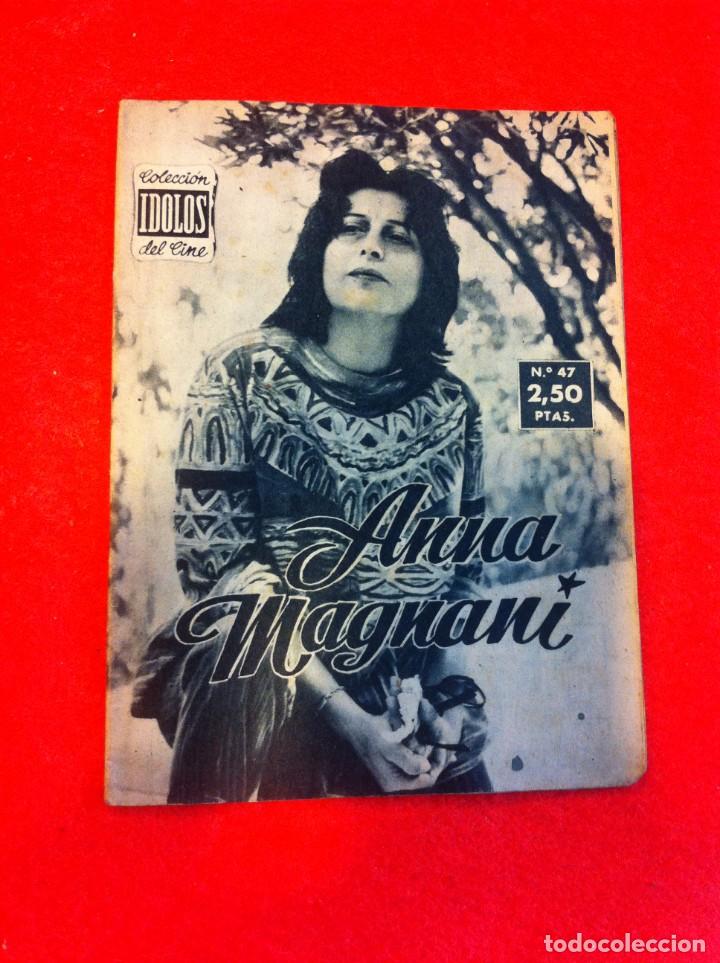 Colección
IDOLOS
del Cine
N.º 47
2,50
PTAS.
Anna
Magnani
todocoleccion